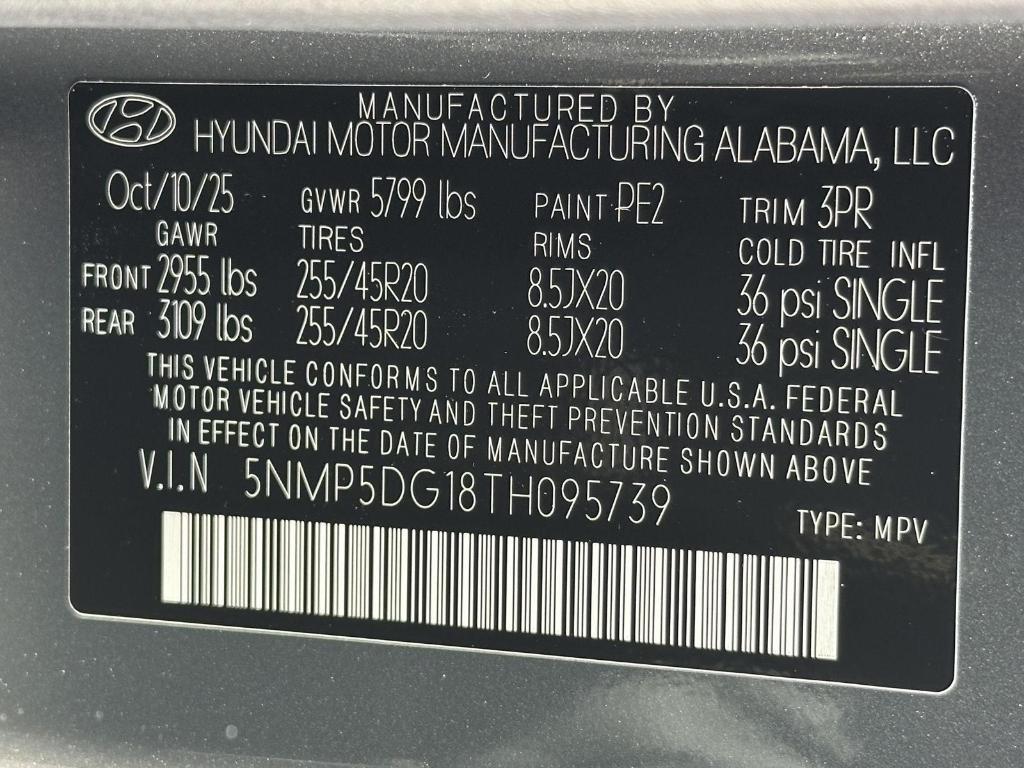 MANUFACTURED BY
HYUNDAI MOTOR MANUFACTURING ALABAMA, LLC
Oct/10/25 GVWR 5799 lbs PAINT PE2 TRIM 3PR
GAWR TIRES RIMS COLD TIRE INFL
FRONT 2955 lbs 255/45R20 8.5JX20 36 psi SINGLE
REAR 3109 lbs 255/45R20 8.5JX20 36 psi SINGLE
THIS VEHICLE CONFORMS TO ALL APPLICABLE U.S.A. FEDERAL
MOTOR VEHICLE SAFETY AND THEFT PREVENTION STANDARDS
IN EFFECT ON THE DATE OF MANUFACTURE SHOWN ABOVE
V.I.N 5NMP5DG18TH095739
TYPE: MPV